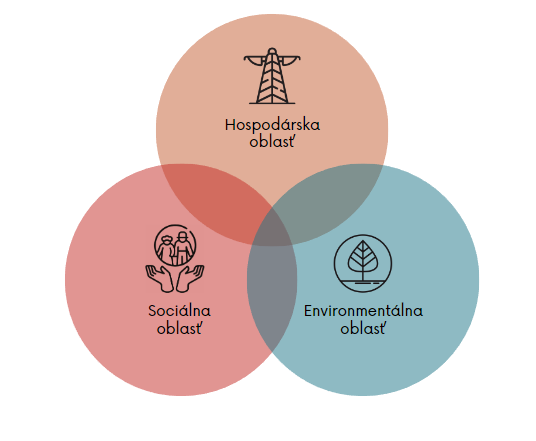 Hospodárska
oblasť
Sociálna
oblasť
Environmentálna
oblasť